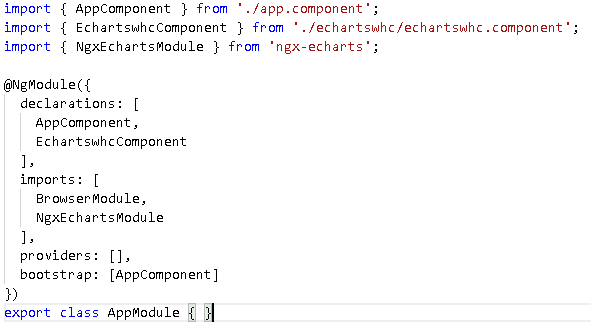 import { AppComponent } from './app.component';
import { EchartswhcComponent } from './echartswhc/echartswhc.component';
import { NgxEchartsModule } from 'ngx-echarts';
@NgModule({
declarations: [
AppComponent,
EchartswhcComponent
],
imports: [
BrowserModule,
NgxEchartsModule
],
providers: [],
bootstrap: [AppComponent]
})
export class AppModule { }